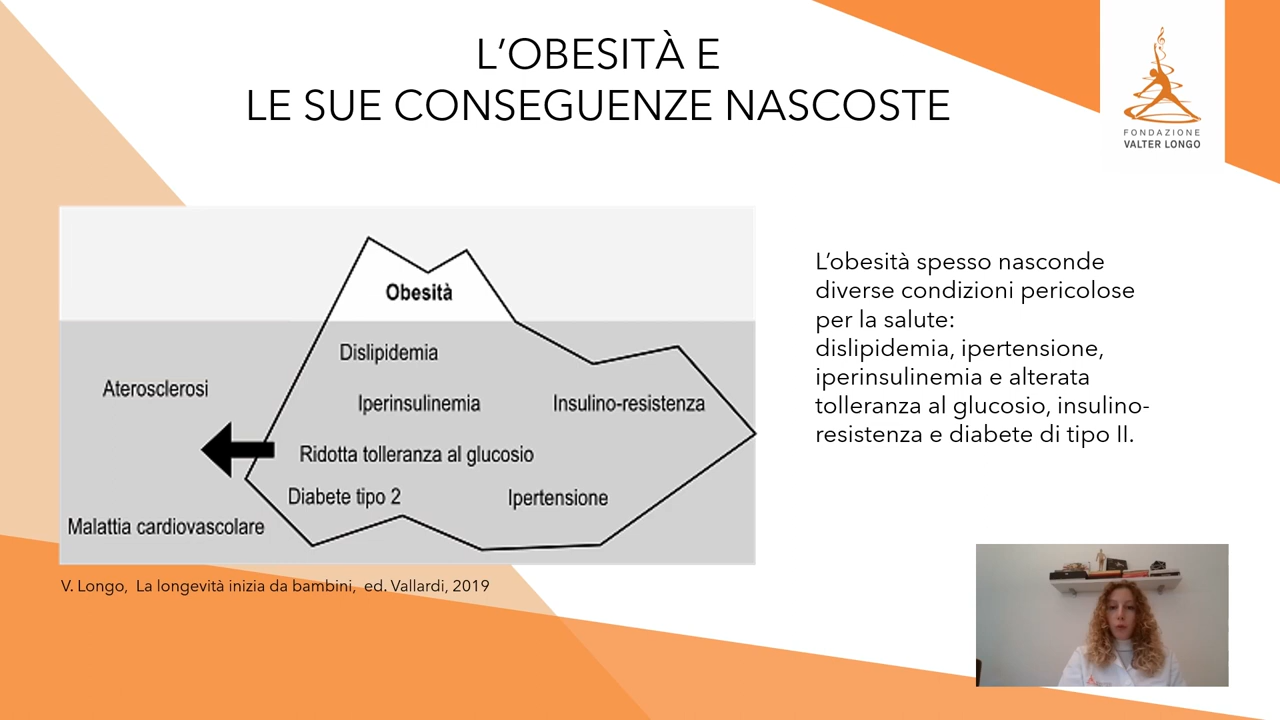 L’OBESITÀ E
LE SUE CONSEGUENZE NASCOSTE
FONDAZIONE
VALTER LONGO
Obesità
Dislipidemia
Aterosclerosi
Iperinsulinemia
Insulino-resistenza
Ridotta tolleranza al glucosio
Diabete tipo 2
Ipertensione
Malattia cardiovascolare
V. Longo, La longevità inizia da bambini, ed. Vallardi, 2019
L’obesità spesso nasconde
diverse condizioni pericolose
per la salute:
dislipidemia, ipertensione,
iperinsulinemia e alterata
tolleranza al glucosio, insulino-
resistenza e diabete di tipo II.